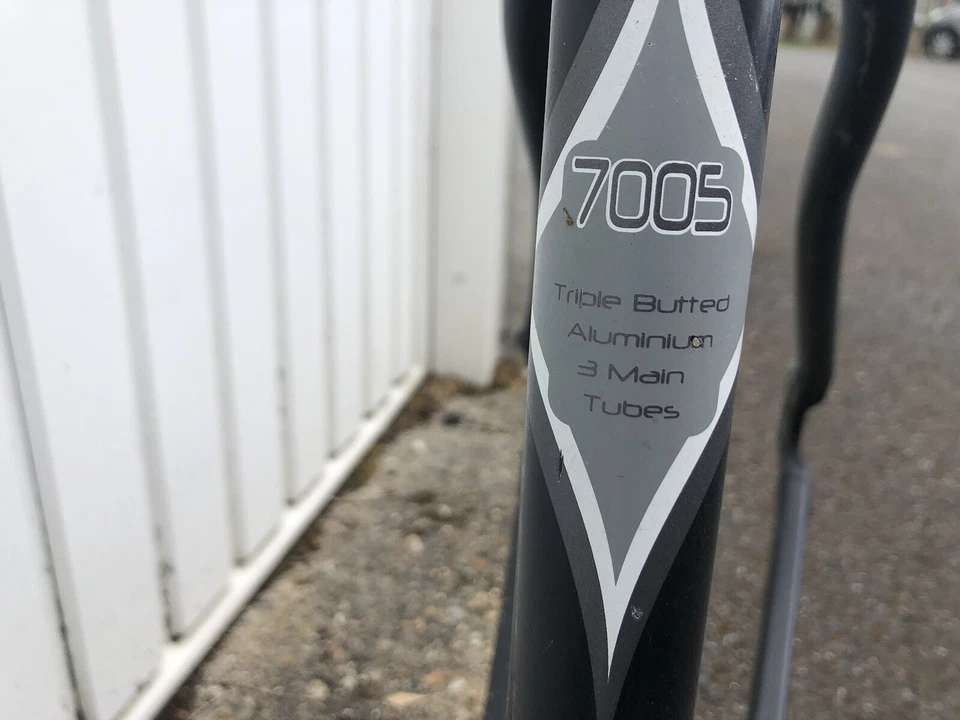 7005
Triple Butted
Aluminium
3 Main
Tubes